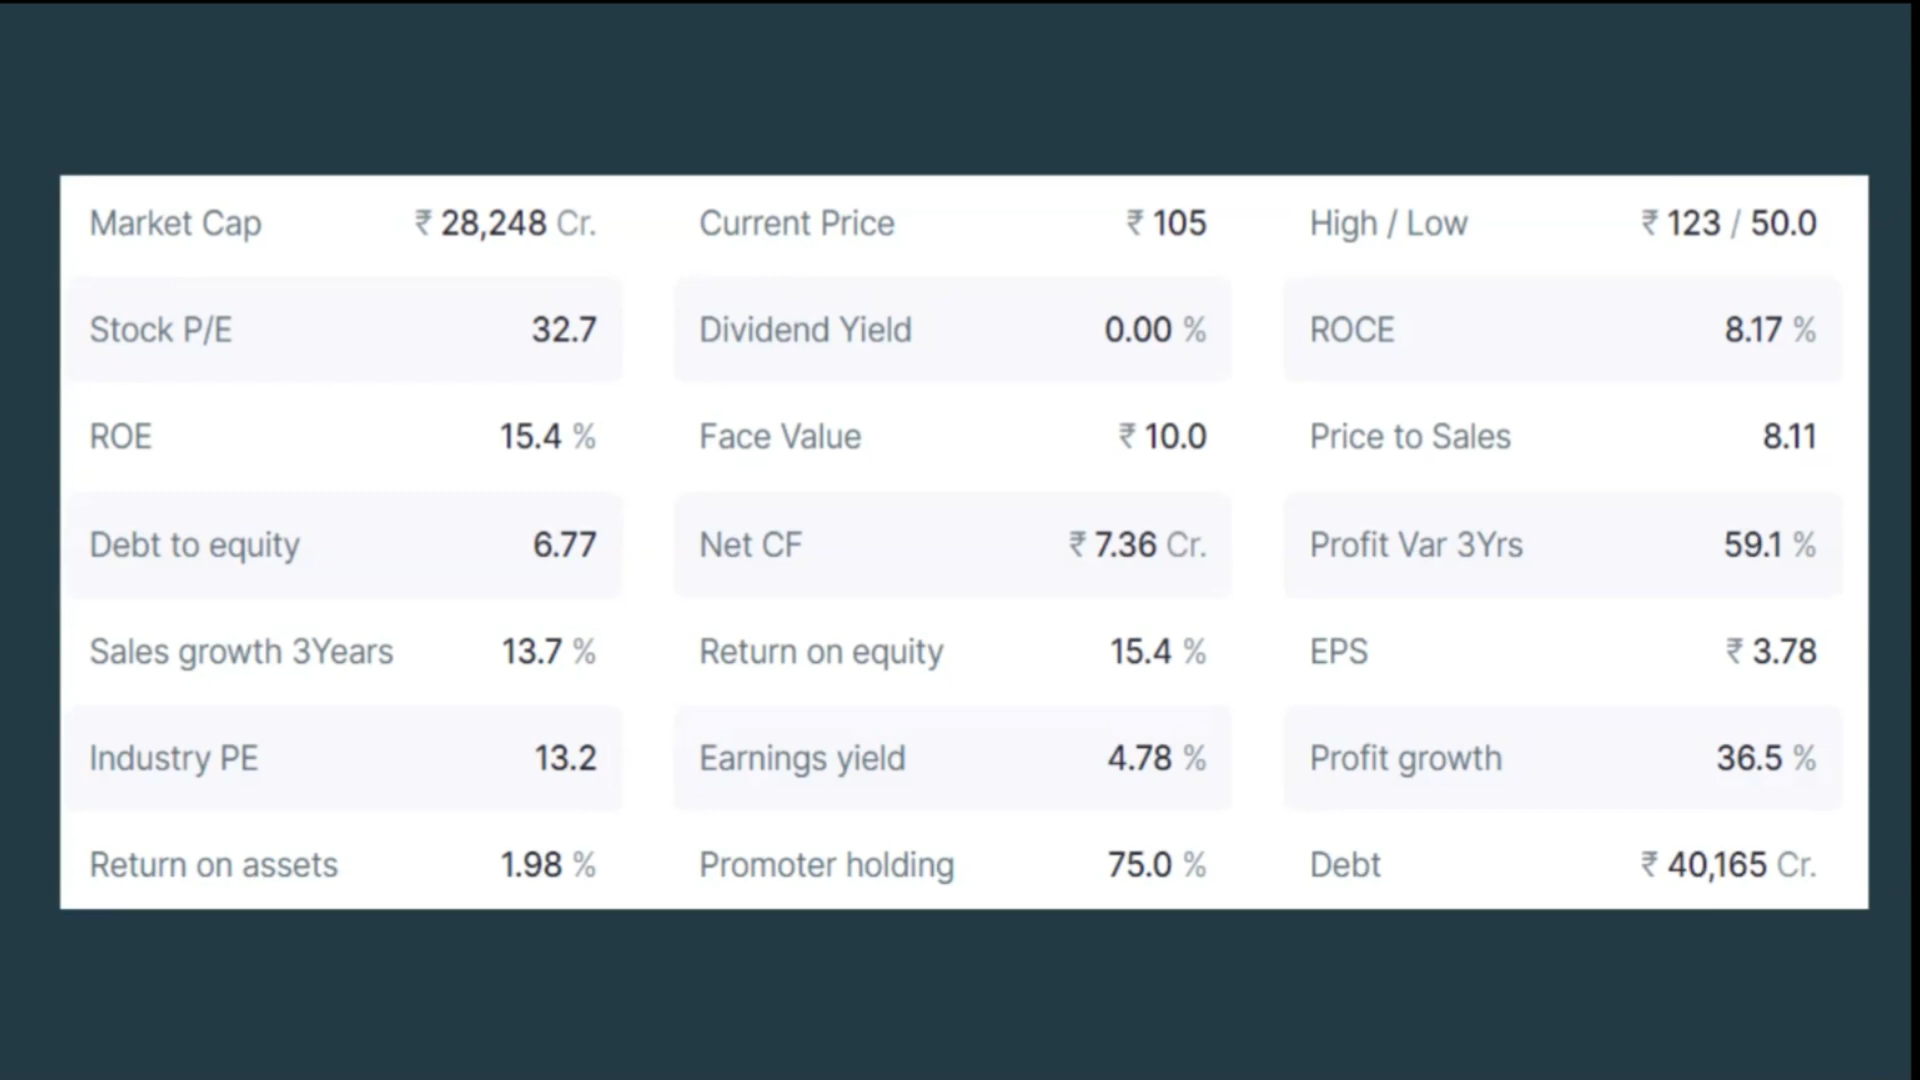 Market Cap ₹ 28,248 Cr. Current Price ₹ 105 High / Low ₹ 123 / 50.0
Stock P/E 32.7 Dividend Yield 0.00 % ROCE 8.17 %
ROE 15.4 % Face Value ₹ 10.0 Price to Sales 8.11
Debt to equity 6.77 Net CF ₹ 7.36 Cr. Profit Var 3Yrs 59.1 %
Sales growth 3Years 13.7 % Return on equity 15.4 % EPS ₹ 3.78
Industry PE 13.2 Earnings yield 4.78 % Profit growth 36.5 %
Return on assets 1.98 % Promoter holding 75.0 % Debt ₹ 40,165 Cr.